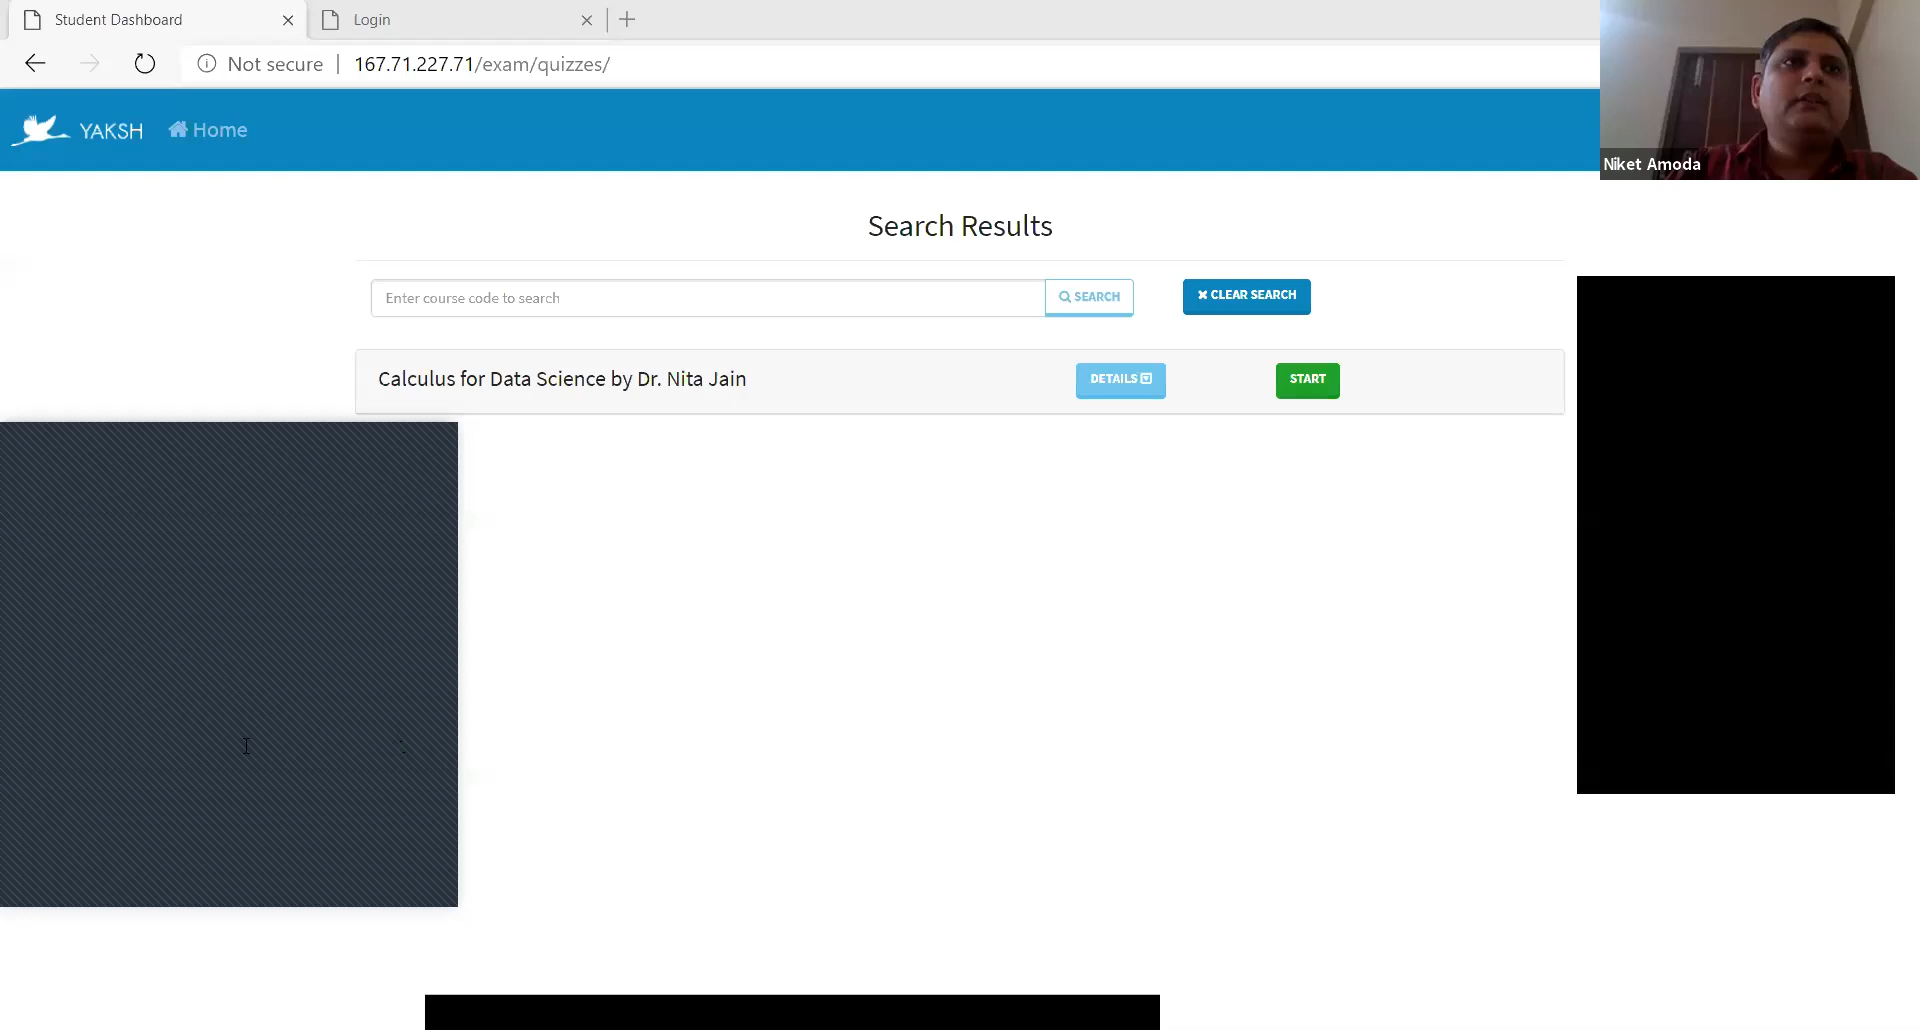 Student Dashboard
Login
Not secure | 167.71.227.71/exam/quizzes/
YAKSH
Home
Niket Amoda
Search Results
Enter course code to search
SEARCH
CLEAR SEARCH
Calculus for Data Science by Dr. Nita Jain
DETAILS
START